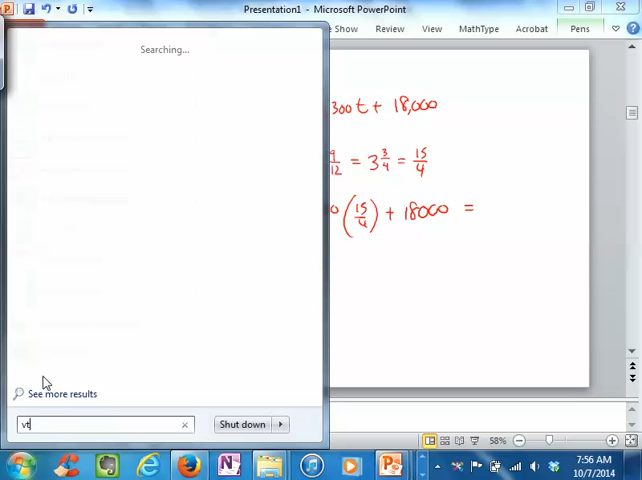 Presentation1 - Microsoft PowerPoint
e Show Review View MathType Acrobat Pens
Searching...
300t + 18,000
9/12 = 3 3/4 = 15/4
0 (15/4) + 18000 =
See more results
vt
Shut down
58%
7:56 AM
10/7/2014